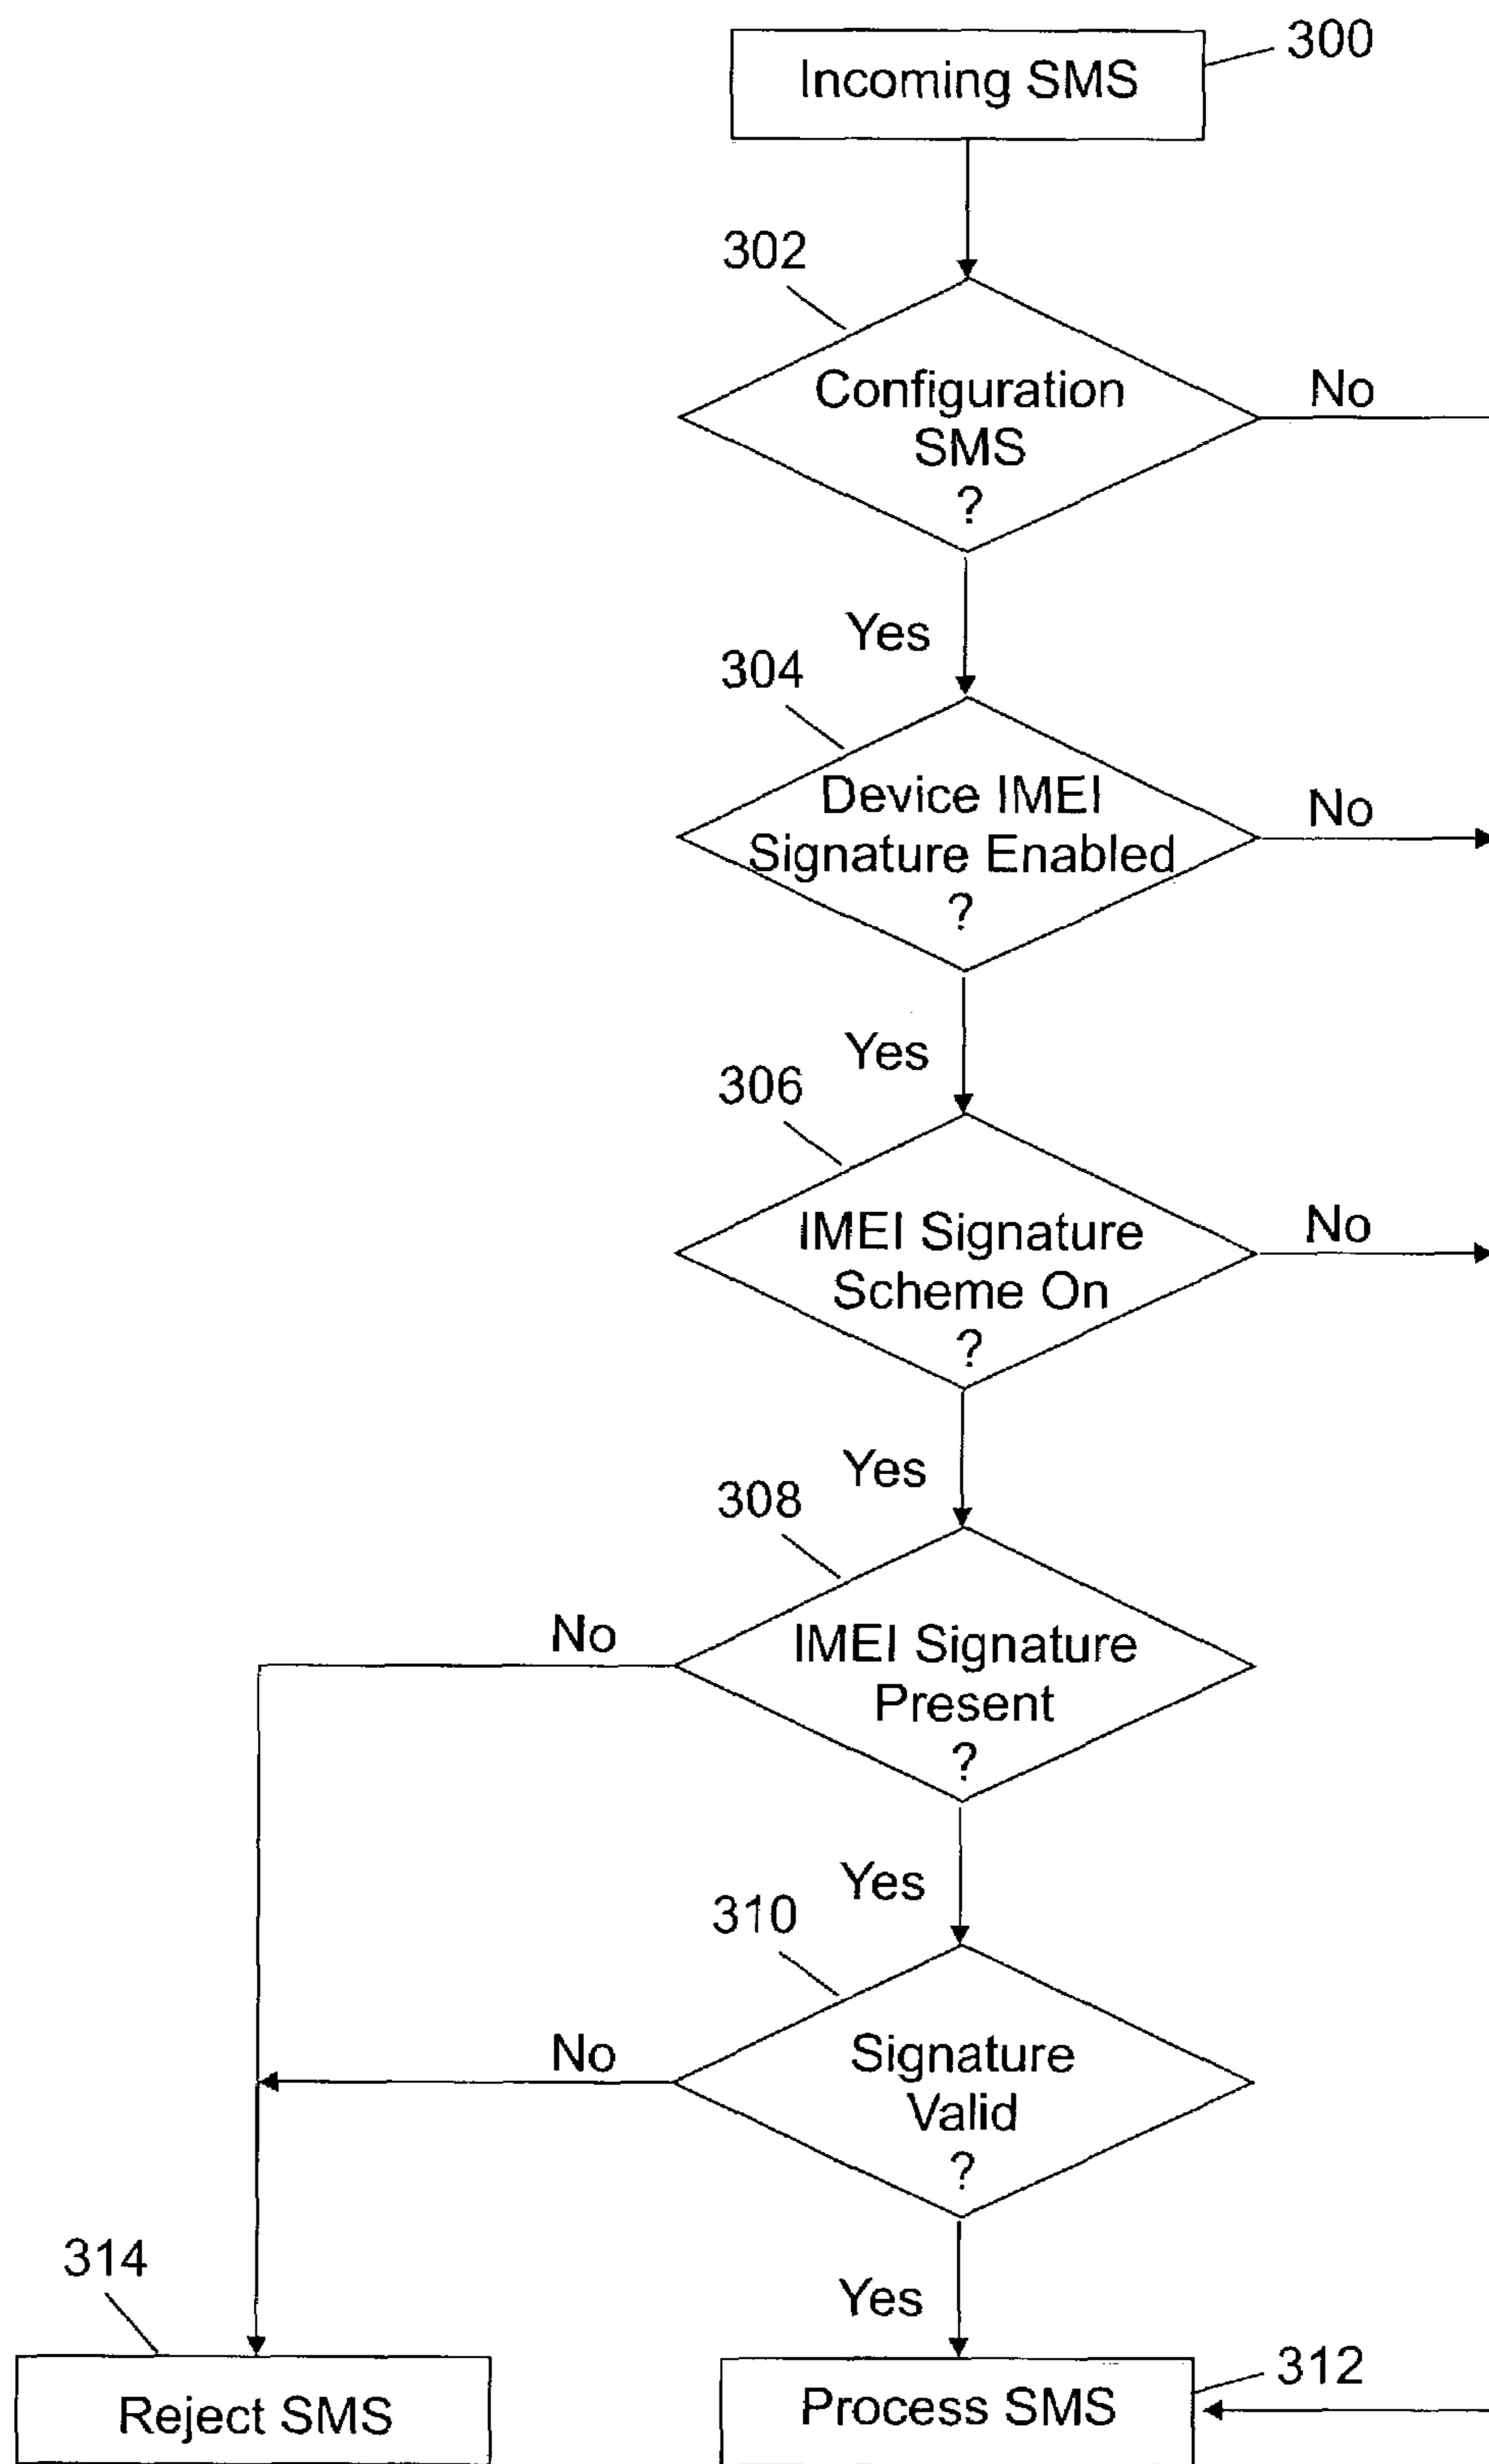 300
Incoming SMS
302
Configuration
SMS
?
No
Yes
304
Device IMEI
Signature Enabled
?
No
Yes
306
IMEI Signature
Scheme On
?
No
Yes
308
No
IMEI Signature
Present
?
Yes
310
No
Signature
Valid
?
314
Yes
312
Reject SMS
Process SMS